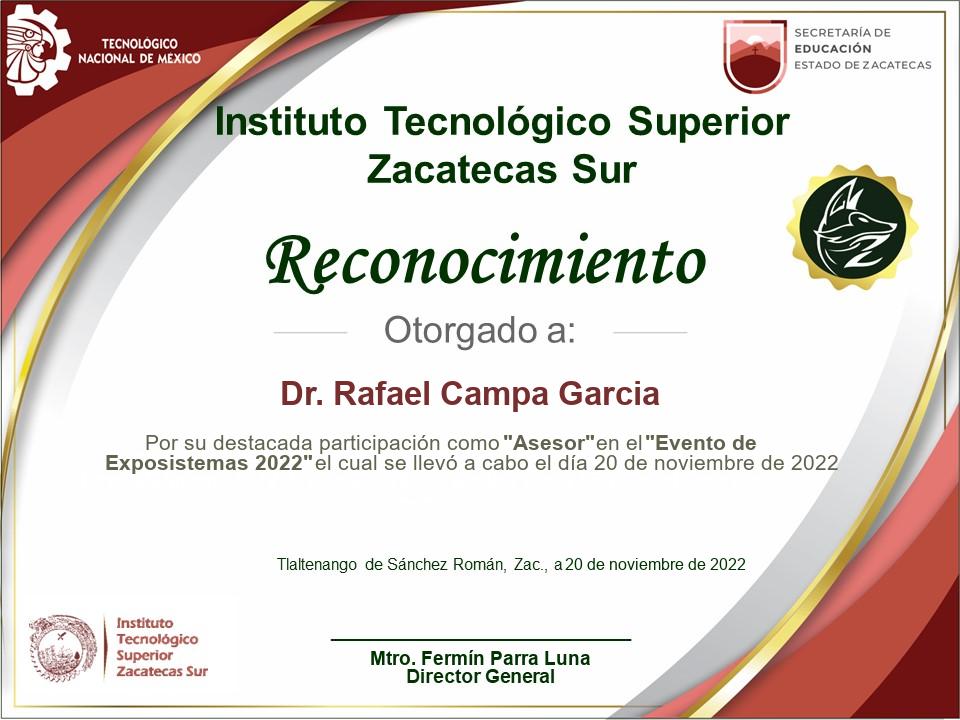 TECNOLÓGICO
NACIONAL DE MÉXICO
SECRETARÍA DE
EDUCACIÓN
ESTADO DE ZACATECAS
Instituto Tecnológico Superior
Zacatecas Sur
Reconocimiento
Otorgado a:
Dr. Rafael Campa Garcia
Por su destacada participación como "Asesor" en el "Evento de
Exposistemas 2022" el cual se llevó a cabo el día 20 de noviembre de 2022
Tlaltenango de Sánchez Román, Zac., a 20 de noviembre de 2022
Instituto
Tecnológico
Superior
Zacatecas Sur
Mtro. Fermín Parra Luna
Director General